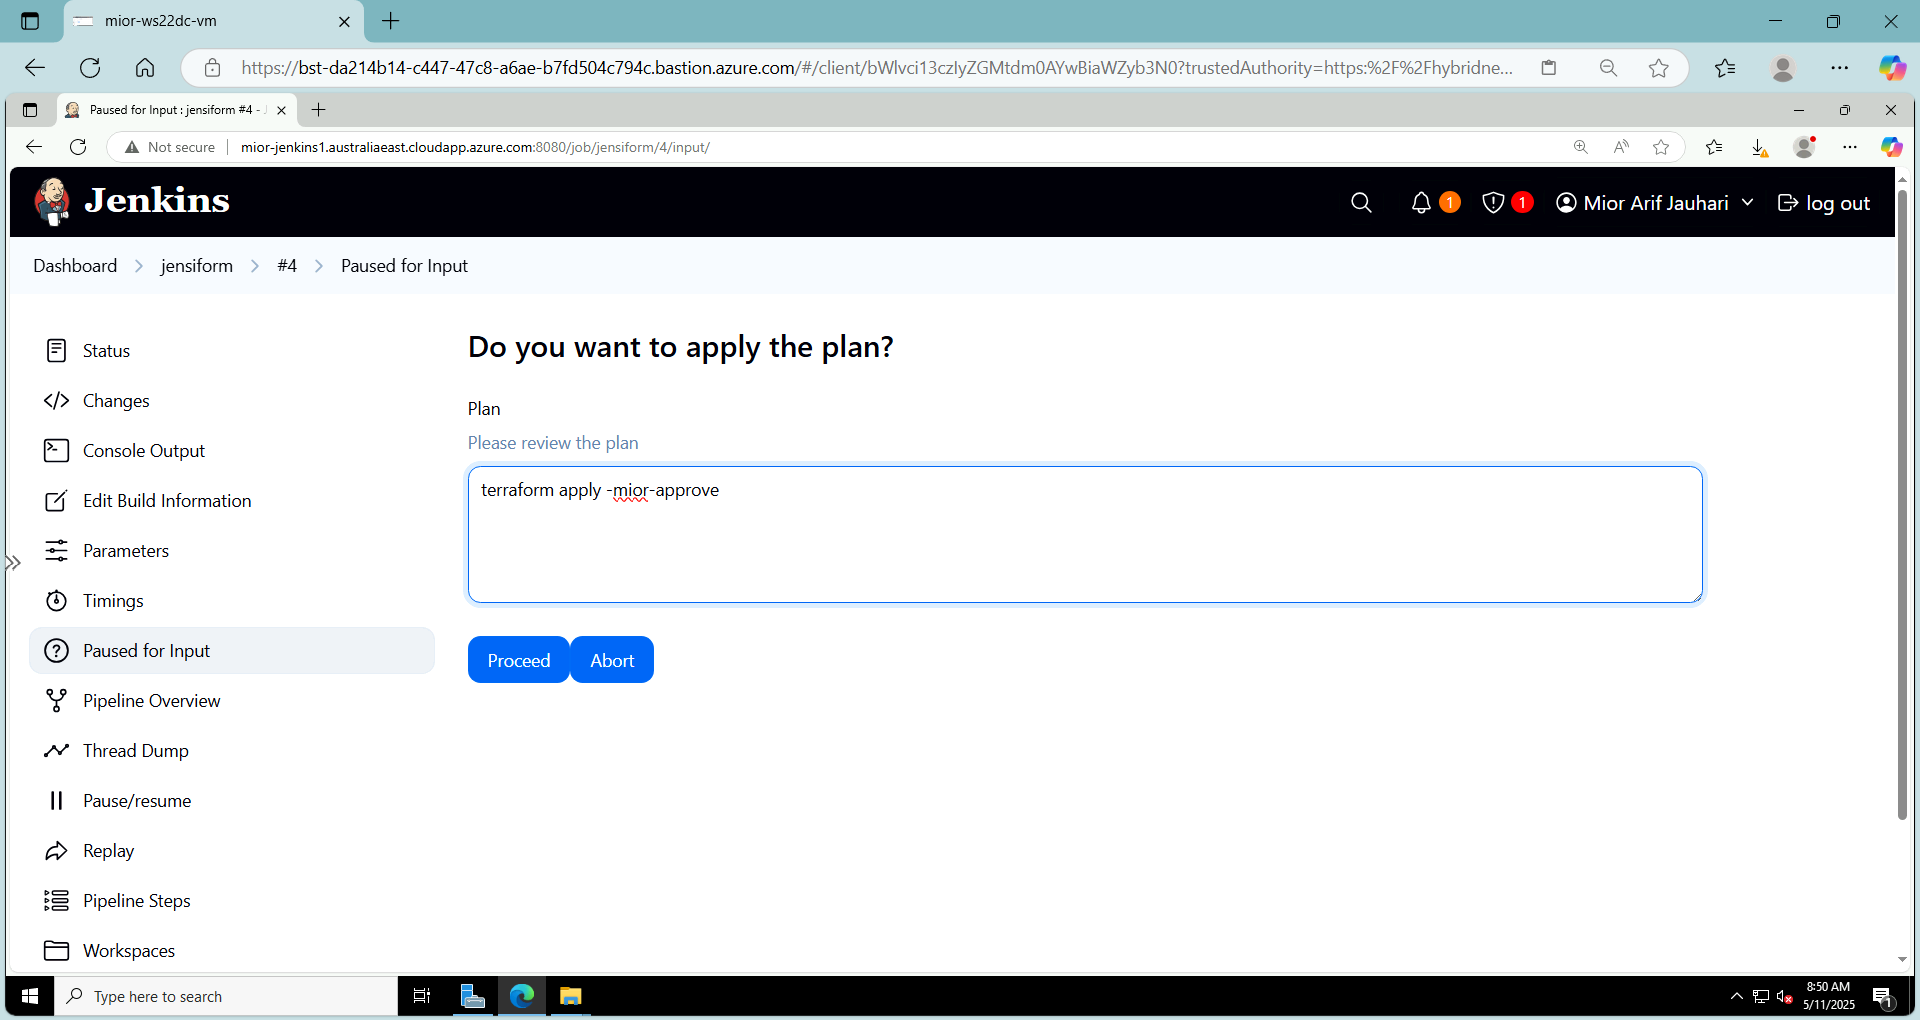 mior-ws22dc-vm
https://bst-da214b14-c447-47c8-a6ae-b7fd504c794c.bastion.azure.com/#/client/bWlvci13czIyZGMtdm0AYwBiaWZyb3N0?trustedAuthority=https:%2F%2Fhybridne...
Paused for Input : jensiform #4 -
Not secure
mior-jenkins1.australiaeast.cloudapp.azure.com:8080/job/jensiform/4/input/
Jenkins
1
1
Mior Arif Jauhari
log out
Dashboard
jensiform
#4
Paused for Input
Status
Changes
Console Output
Edit Build Information
Parameters
Timings
Paused for Input
Pipeline Overview
Thread Dump
Pause/resume
Replay
Pipeline Steps
Workspaces
Do you want to apply the plan?
Plan
Please review the plan
terraform apply -mior-approve
Proceed
Abort
Type here to search
8:50 AM
5/11/2025
1